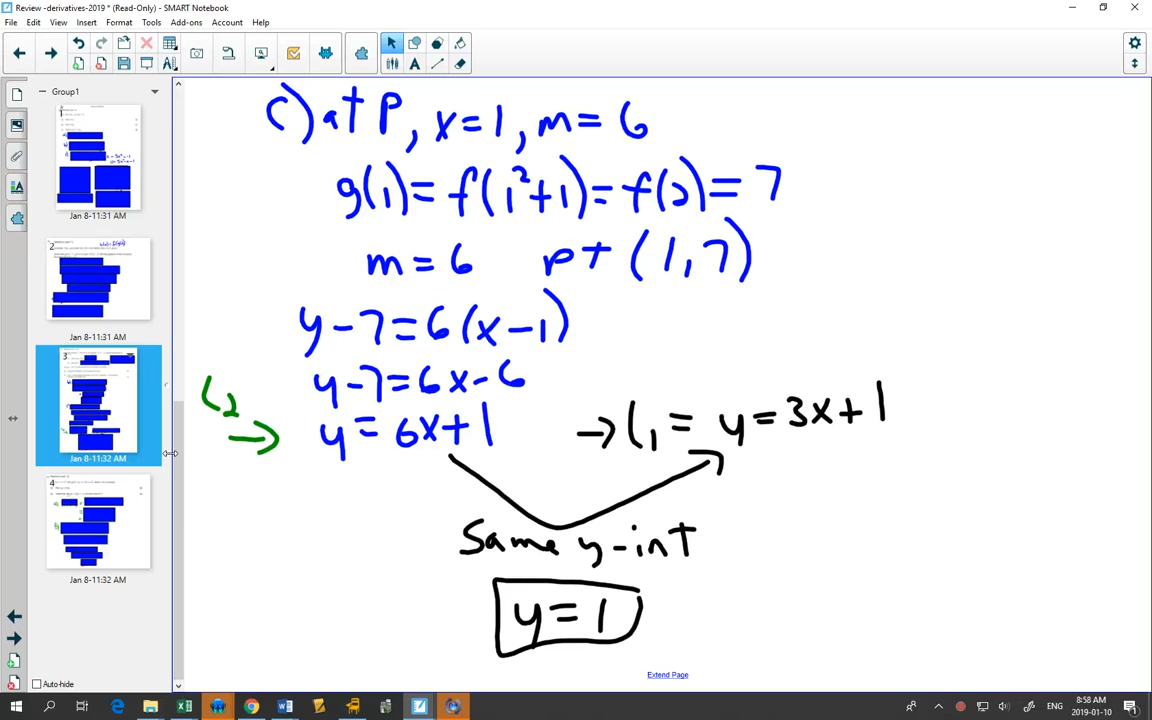 Review -derivatives-2019 * (Read-Only) - SMART Notebook
File Edit View Insert Format Tools Add-ons Account Help
Group1
1
Jan 8-11:31 AM
2
Jan 8-11:31 AM
3
Jan 8-11:32 AM
4
Jan 8-11:32 AM
Auto-hide
c) at P, x = 1, m = 6
g(1) = f(1²+1) = f(2) = 7
m = 6 pt (1,7)
y - 7 = 6(x - 1)
y - 7 = 6x - 6
L2 → y = 6x + 1 → L1 = y = 3x + 1
Same y-int
y = 1
Extend Page
ENG
8:58 AM
2019-01-10